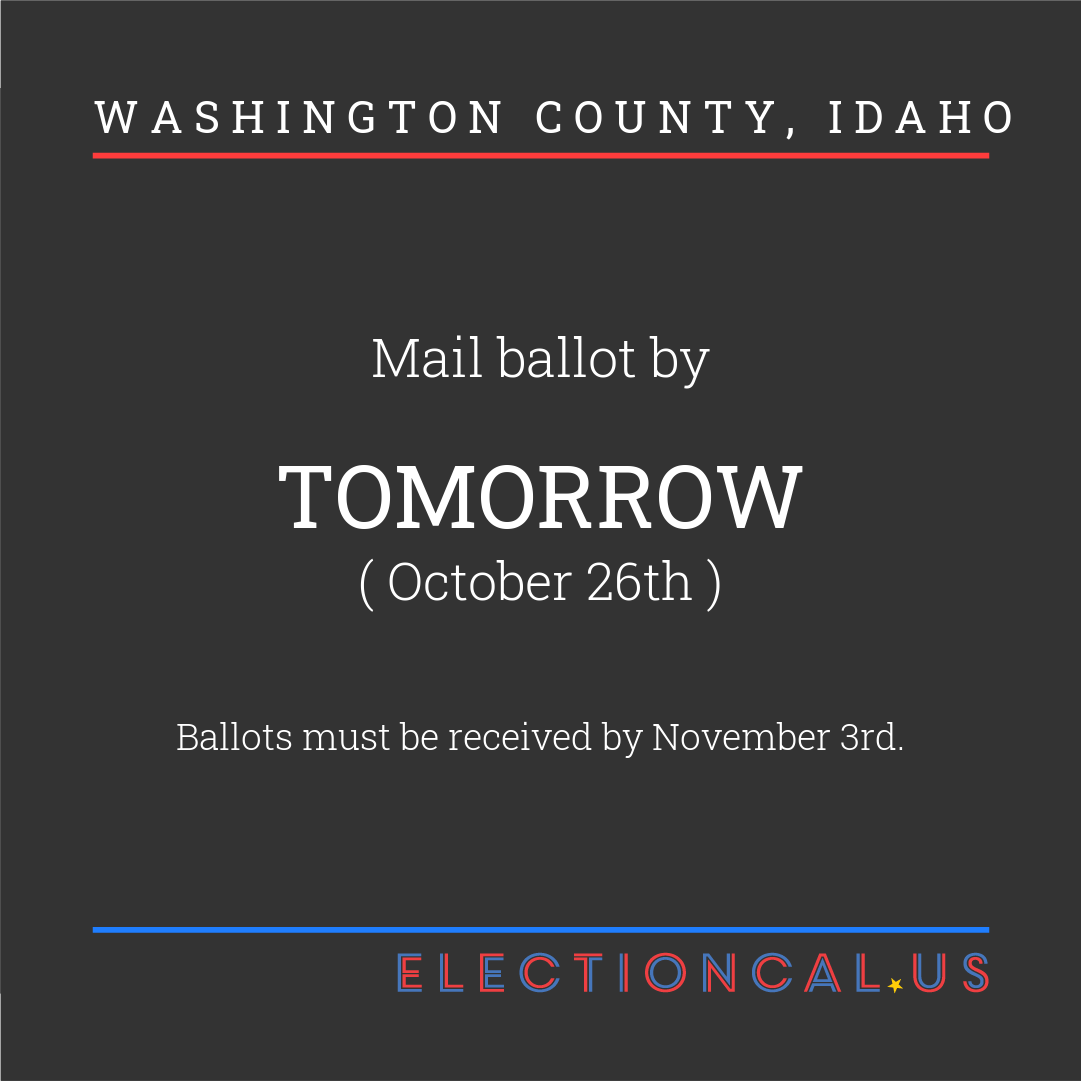 WASHINGTON COUNTY, IDAHO
Mail ballot by
TOMORROW
( October 26th )
Ballots must be received by November 3rd.
ELECTIONCAL.US